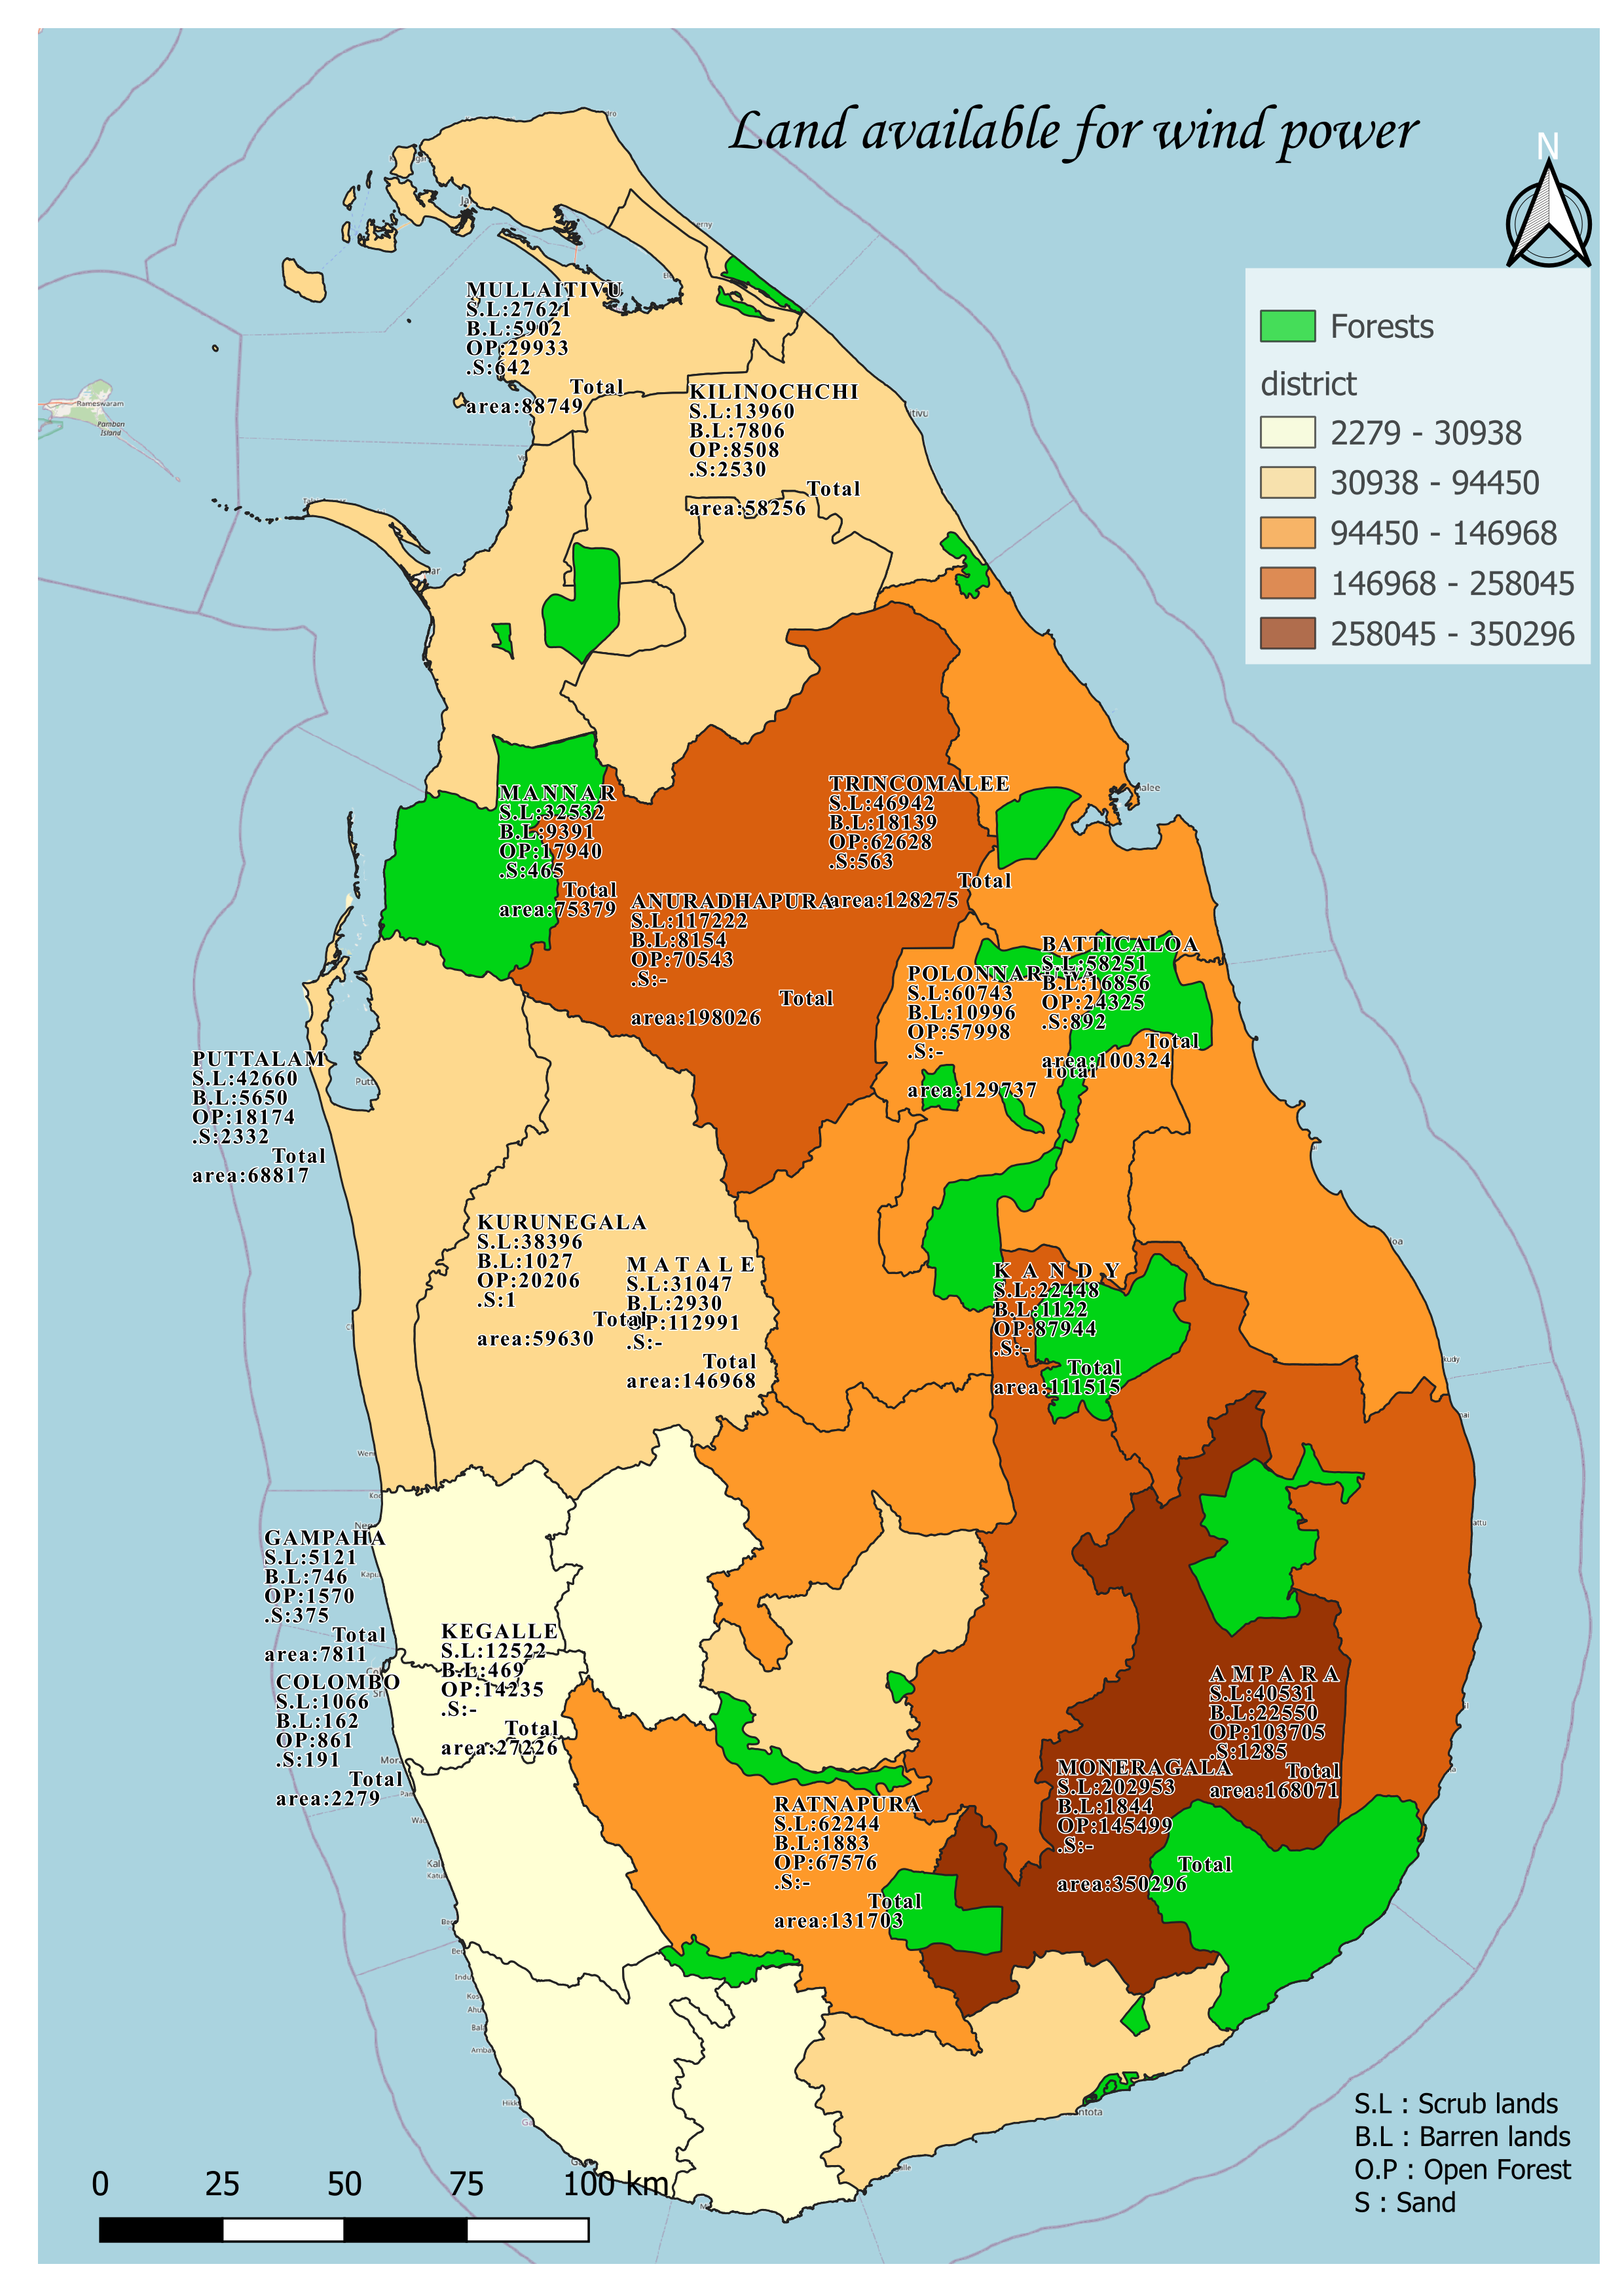 Land available for wind power
N
Forests
district
2279 - 30938
30938 - 94450
94450 - 146968
146968 - 258045
258045 - 350296
MULLAITIVU
S.L:27621
B.L:5902
OP:29933
.S:642
Total
area:88749
KILINOCHCHI
S.L:13960
B.L:7806
OP:8508
.S:2530
Total
area:58256
Rameswaram
Pamban
Island
MANNAR
S.L:32532
B.L:9391
OP:17940
.S:465
Total
area:75379
TRINCOMALEE
S.L:46942
B.L:18139
OP:62628
.S:563
Total
area:128275
ANURADHAPURA
S.L:117222
B.L:8154
OP:70543
.S:-
Total
area:198026
BATTICALOA
S.L:58251
B.L:16856
OP:24325
.S:892
Total
area:100324
POLONNAR
S.L:60743
B.L:10996
OP:57998
.S:-
Total
area:129737
PUTTALAM
S.L:42660
B.L:5650
OP:18174
.S:2332
Total
area:68817
KURUNEGALA
S.L:38396
B.L:1027
OP:20206
.S:1
Total
area:59630
MATALE
S.L:31047
B.L:2930
OP:112991
.S:-
Total
area:146968
KANDY
S.L:22448
B.L:1122
OP:87944
.S:-
Total
area:111515
GAMPAHA
S.L:5121
B.L:746
OP:1570
.S:375
Total
area:7811
KEGALLE
S.L:12522
B.L:469
OP:14235
.S:-
Total
area:27226
COLOMBO
S.L:1066
B.L:162
OP:861
.S:191
Total
area:2279
AMPARA
S.L:40531
B.L:22550
OP:103705
.S:1285
Total
area:168071
MONERAGALA
S.L:202953
B.L:1844
OP:145499
.S:-
Total
area:350296
RATNAPURA
S.L:62244
B.L:1883
OP:67576
.S:-
Total
area:131703
S.L : Scrub lands
B.L : Barren lands
O.P : Open Forest
S : Sand
0 25 50 75 100 km